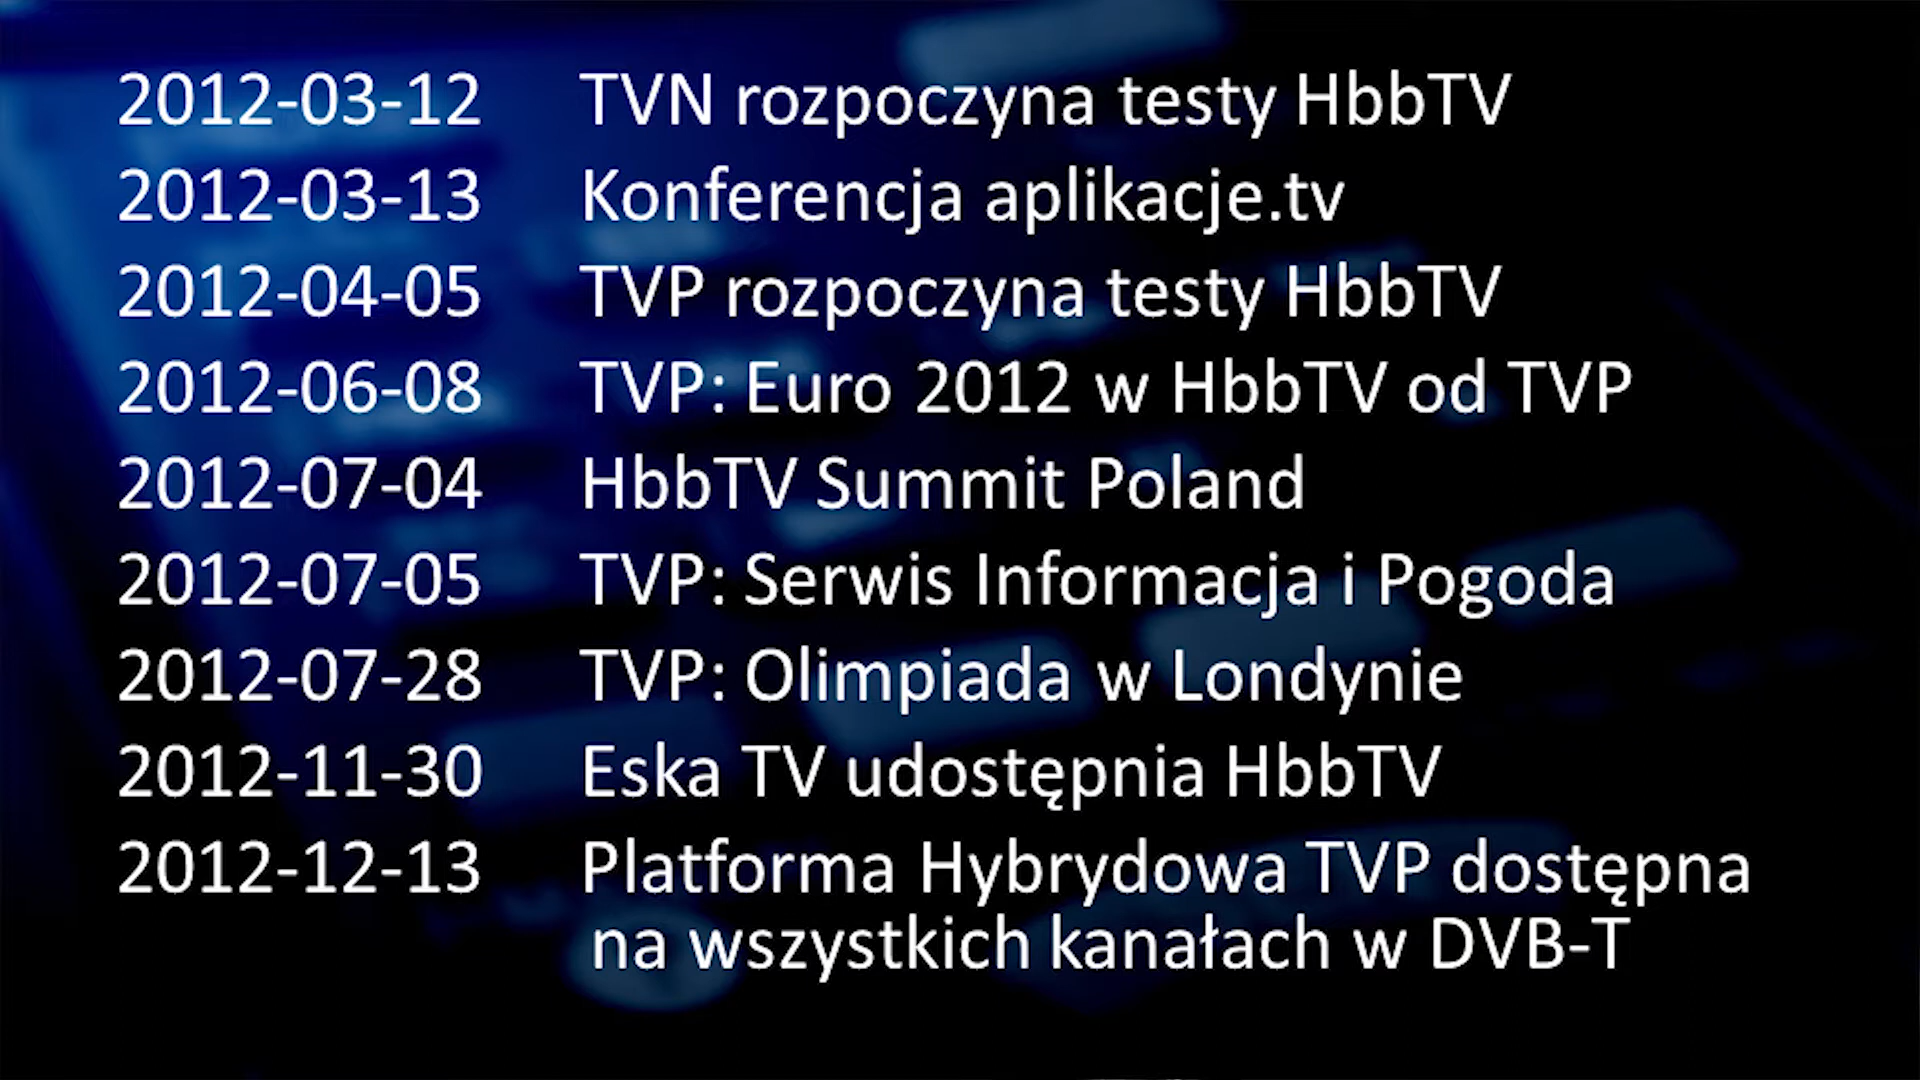 2012-03-12 TVN rozpoczyna testy HbbTV
2012-03-13 Konferencja aplikacje.tv
2012-04-05 TVP rozpoczyna testy HbbTV
2012-06-08 TVP: Euro 2012 w HbbTV od TVP
2012-07-04 HbbTV Summit Poland
2012-07-05 TVP: Serwis Informacja i Pogoda
2012-07-28 TVP: Olimpiada w Londynie
2012-11-30 Eska TV udostępnia HbbTV
2012-12-13 Platforma Hybrydowa TVP dostępna
na wszystkich kanałach w DVB-T